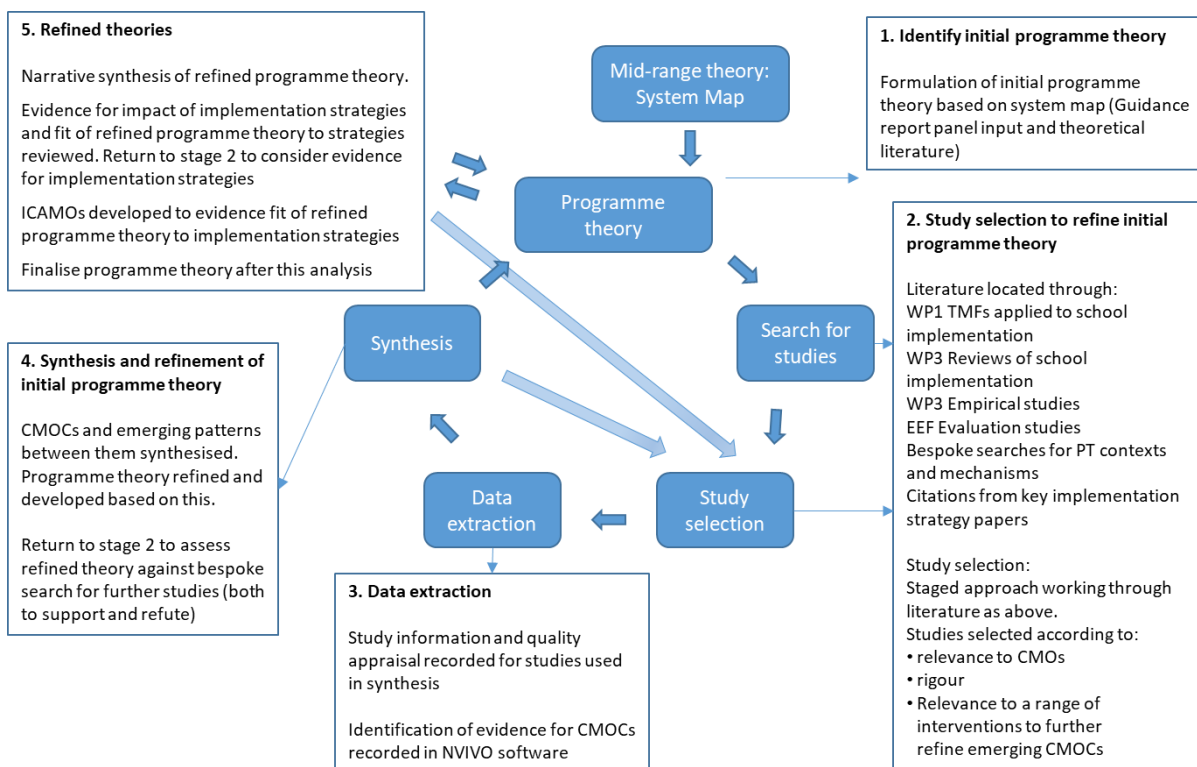 5. Refined theories
Narrative synthesis of refined programme theory.
Evidence for impact of implementation strategies
and fit of refined programme theory to strategies
reviewed. Return to stage 2 to consider evidence
for implementation strategies
ICAMOs developed to evidence fit of refined
programme theory to implementation strategies
Finalise programme theory after this analysis
Mid-range theory:
System Map
1. Identify initial programme theory
Formulation of initial programme
theory based on system map (Guidance
report panel input and theoretical
literature)
Programme
theory
Search for
studies
Study
selection
Data
extraction
Synthesis
2. Study selection to refine initial
programme theory
Literature located through:
WP1 TMFs applied to school
implementation
WP3 Reviews of school
implementation
WP3 Empirical studies
EEF Evaluation studies
Bespoke searches for PT contexts
and mechanisms
Citations from key implementation
strategy papers
Study selection:
Staged approach working through
literature as above.
Studies selected according to:
• relevance to CMOs
• rigour
• Relevance to a range of
interventions to further
refine emerging CMOCs
4. Synthesis and refinement of
initial programme theory
CMOCs and emerging patterns
between them synthesised.
Programme theory refined and
developed based on this.
Return to stage 2 to assess
refined theory against bespoke
search for further studies (both
to support and refute)
3. Data extraction
Study information and quality
appraisal recorded for studies used
in synthesis
Identification of evidence for CMOCs
recorded in NVIVO software